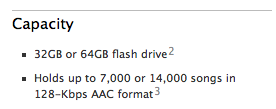 Capacity
32GB or 64GB flash drive2
Holds up to 7,000 or 14,000 songs in
128-Kbps AAC format3